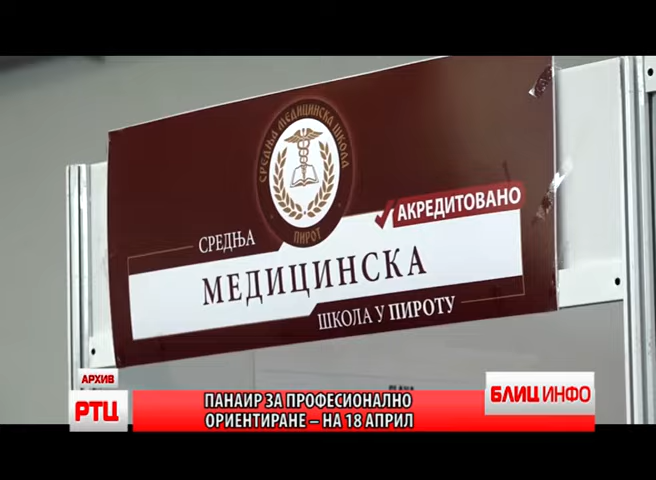 СРЕДЊА МЕДИЦИНСКА ШКОЛА
ПИРОТ
АКРЕДИТОВАНО
СРЕДЊА
МЕДИЦИНСКА
ШКОЛА У ПИРОТУ
АРХИВ
РТЦ
ПАНАИР ЗА ПРОФЕСИОНАЛНО
ОРИЕНТИРАНЕ – НА 18 АПРИЛ
БЛИЦ ИНФО